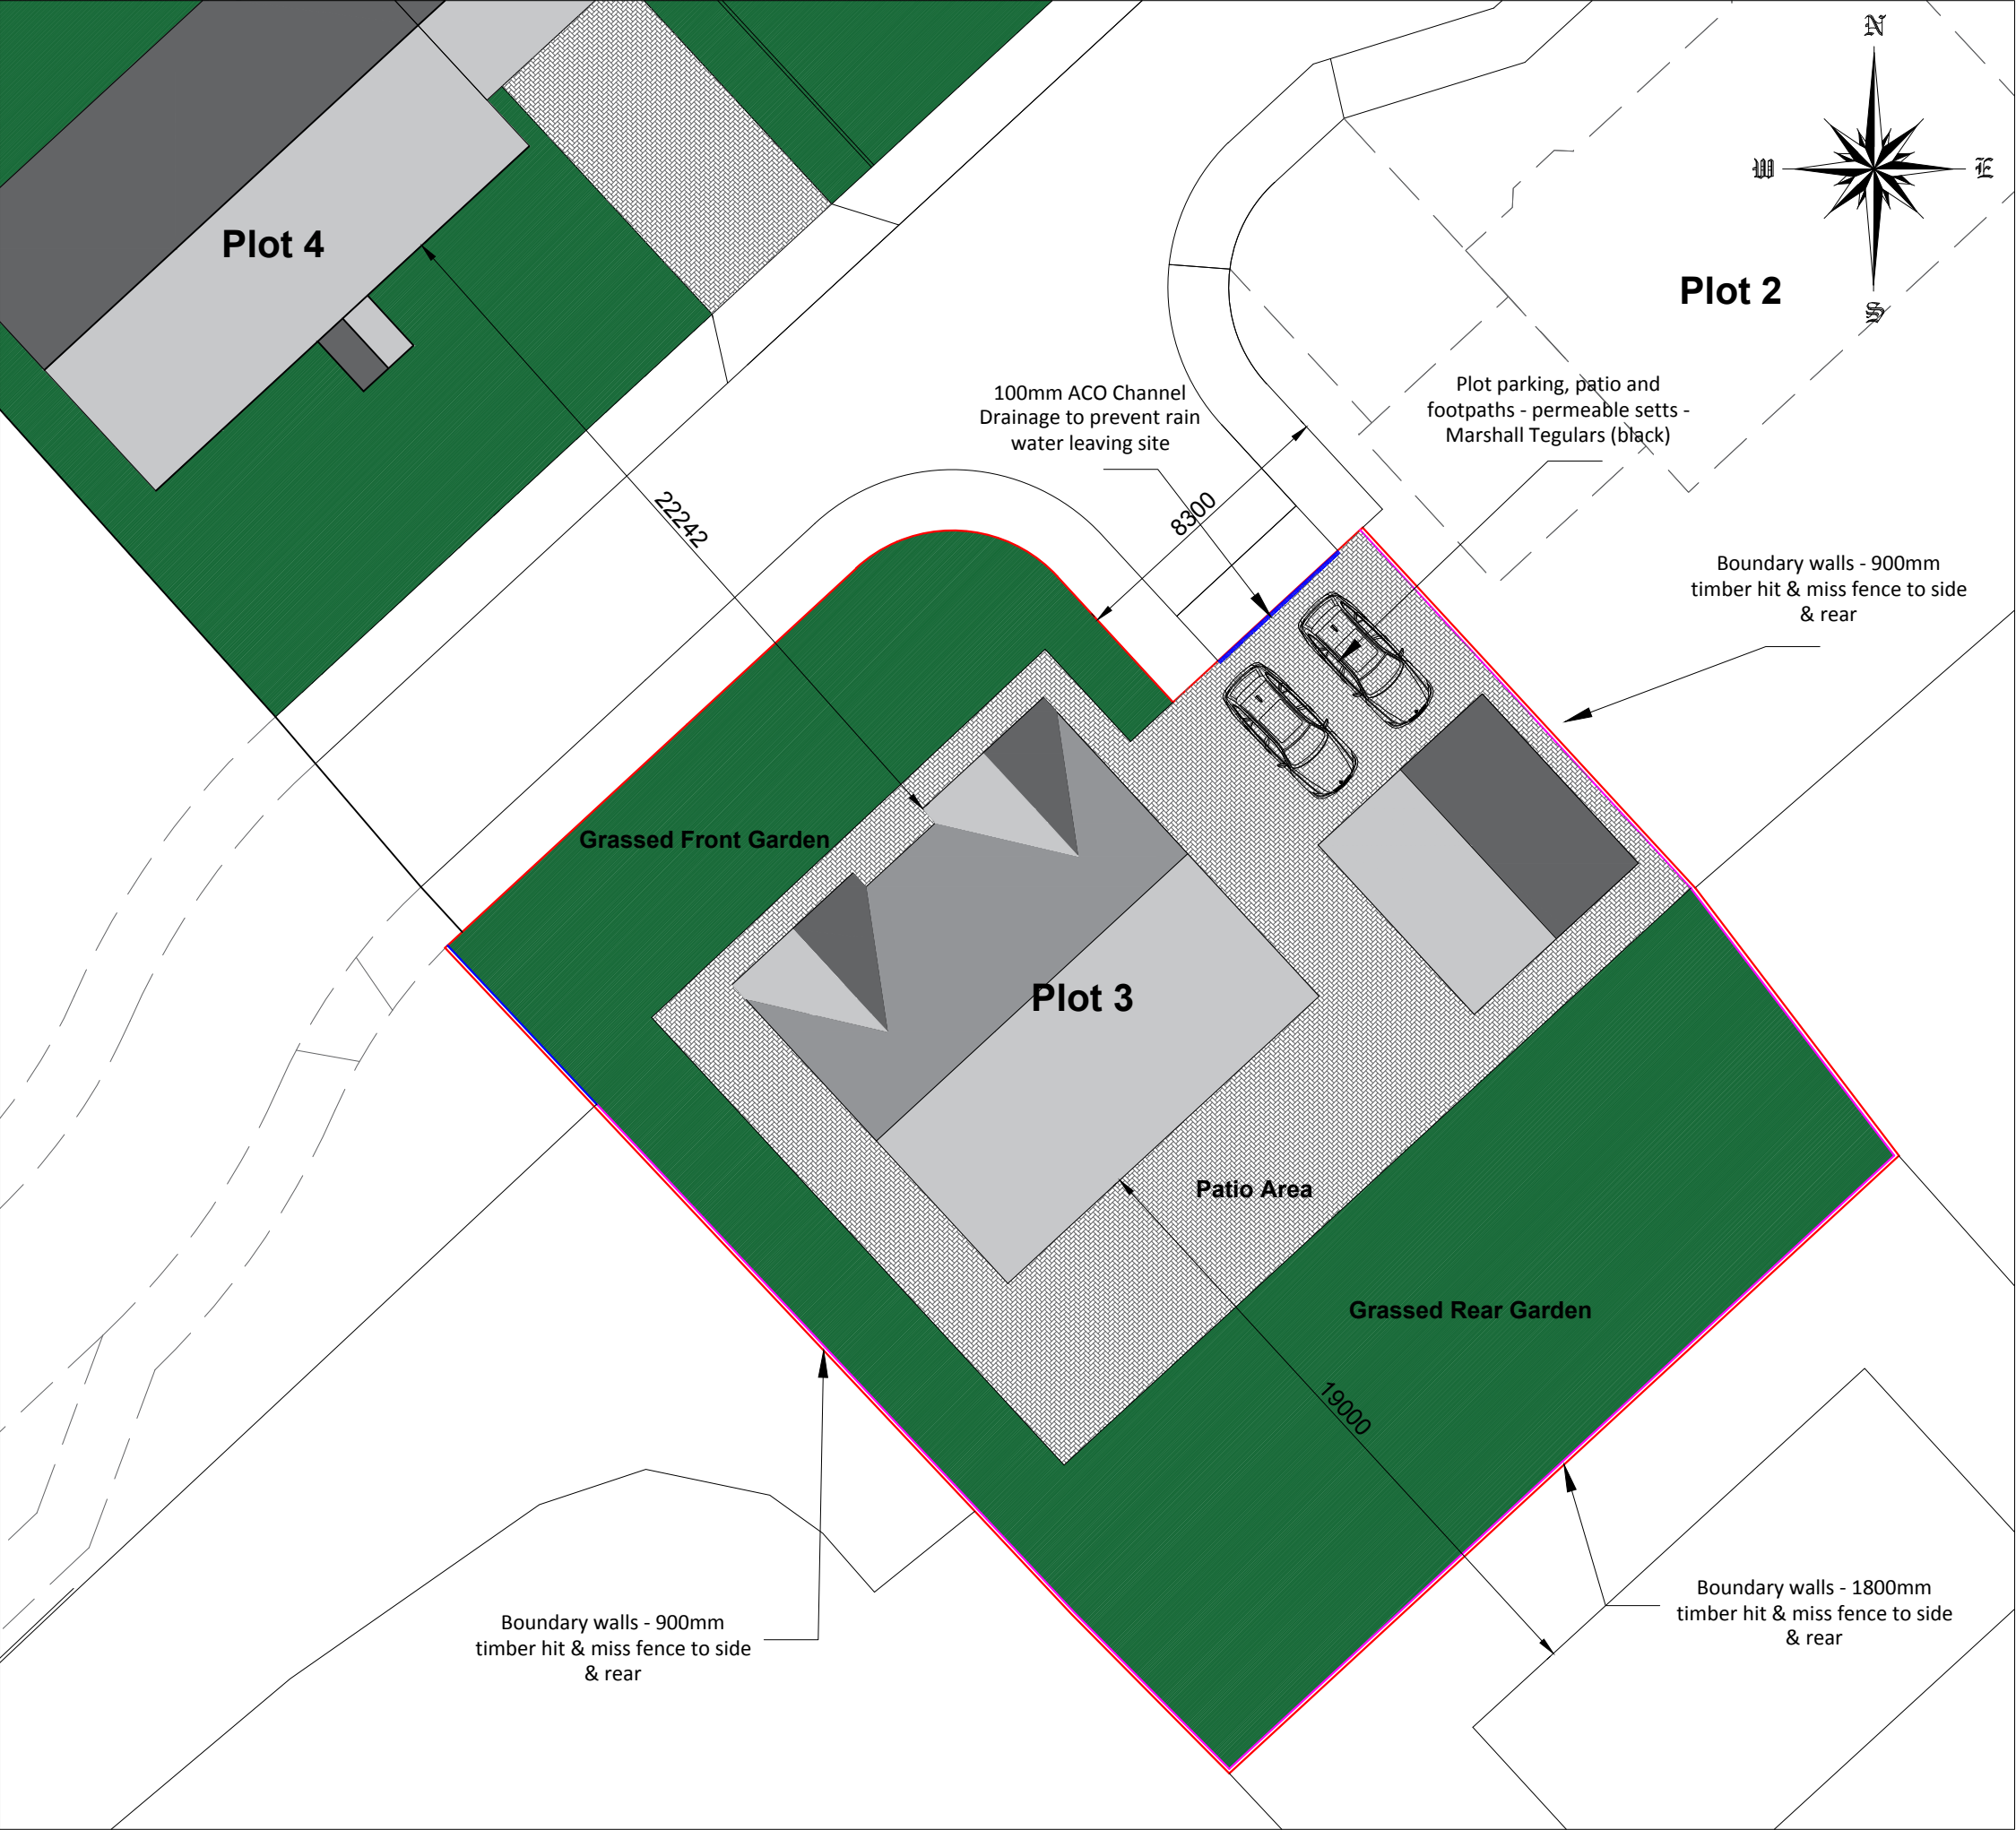 N
W
E
S
Plot 4
Plot 2
100mm ACO Channel
Drainage to prevent rain
water leaving site
Plot parking, patio and
footpaths - permeable setts -
Marshall Tegulars (black)
22242
8300
Boundary walls - 900mm
timber hit & miss fence to side
& rear
Grassed Front Garden
Plot 3
Patio Area
Grassed Rear Garden
19000
Boundary walls - 900mm
timber hit & miss fence to side
& rear
Boundary walls - 1800mm
timber hit & miss fence to side
& rear